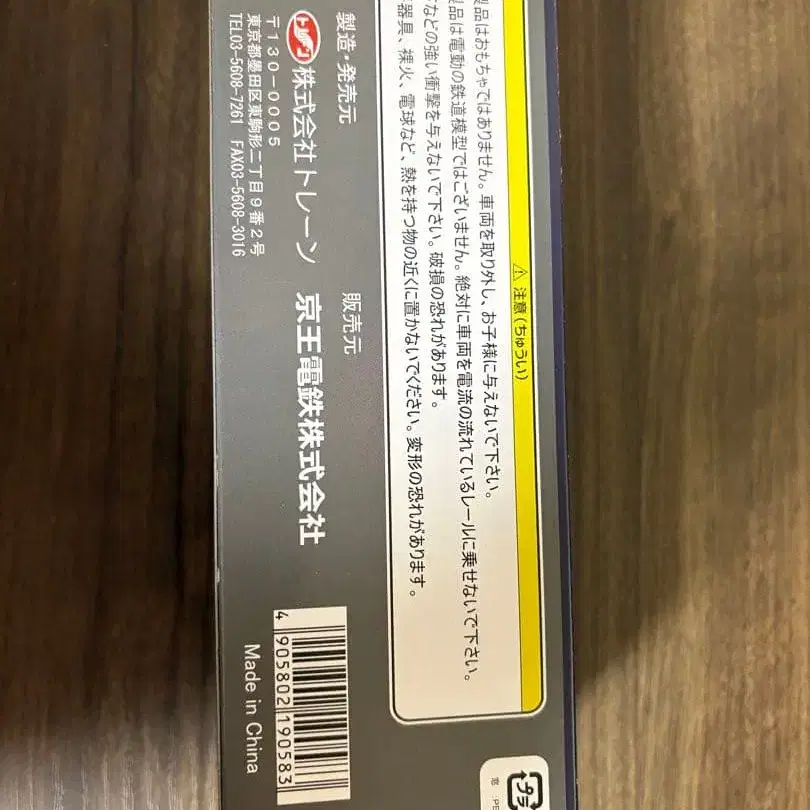 ⚠ 注意(ちゅうい)
製品はおもちゃではありません。車両を取り外し、お子様に与えないで下さい。
製品は電動の鉄道模型ではございません。絶対に車両を電流の流れているレールに乗せないで下さい。
などの強い衝撃を与えないで下さい。破損の恐れがあります。
器具、裸火、電球など、熱を持つ物の近くに置かないでください。変形の恐れがあります。
製造・発売元
トレーン 株式会社トレーン
〒130-0005
東京都墨田区東駒形二丁目9番2号
TEL03-5608-7261 FAX03-5608-3016
販売元
京王電鉄株式会社
4 905802 190583
Made in China
プラ
窓:PE